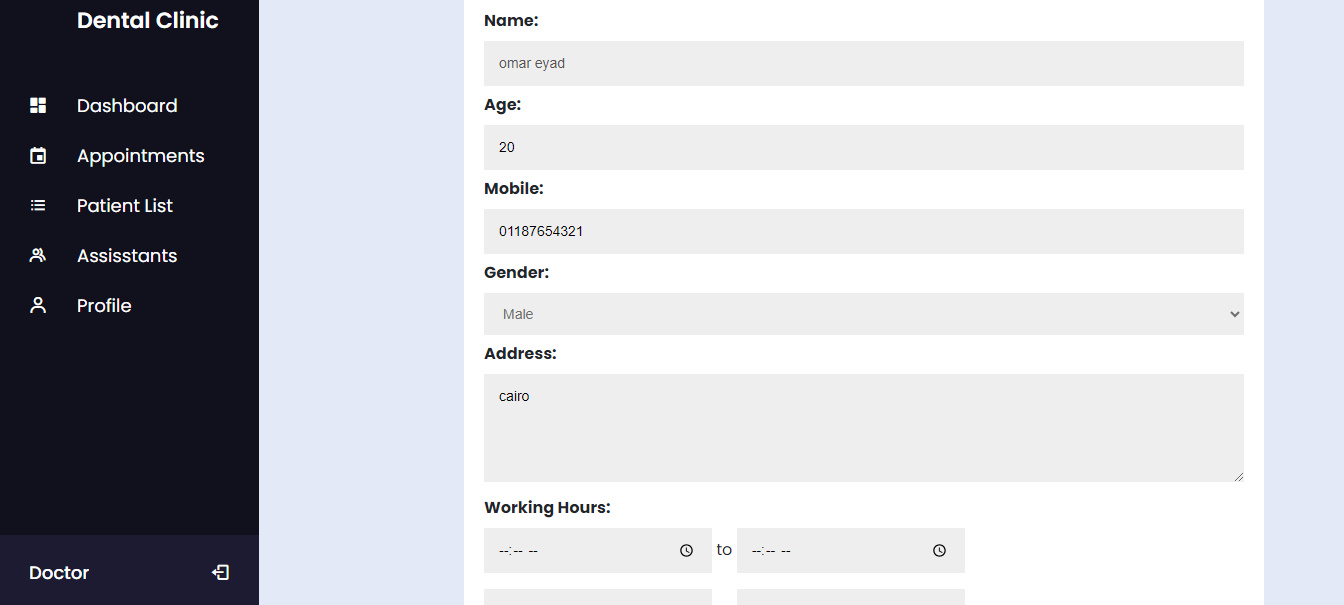 Dental Clinic
Dashboard
Appointments
Patient List
Assisstants
Profile
Doctor
Name:
omar eyad
Age:
20
Mobile:
01187654321
Gender:
Male
Address:
cairo
Working Hours:
--:-- -- to --:-- --